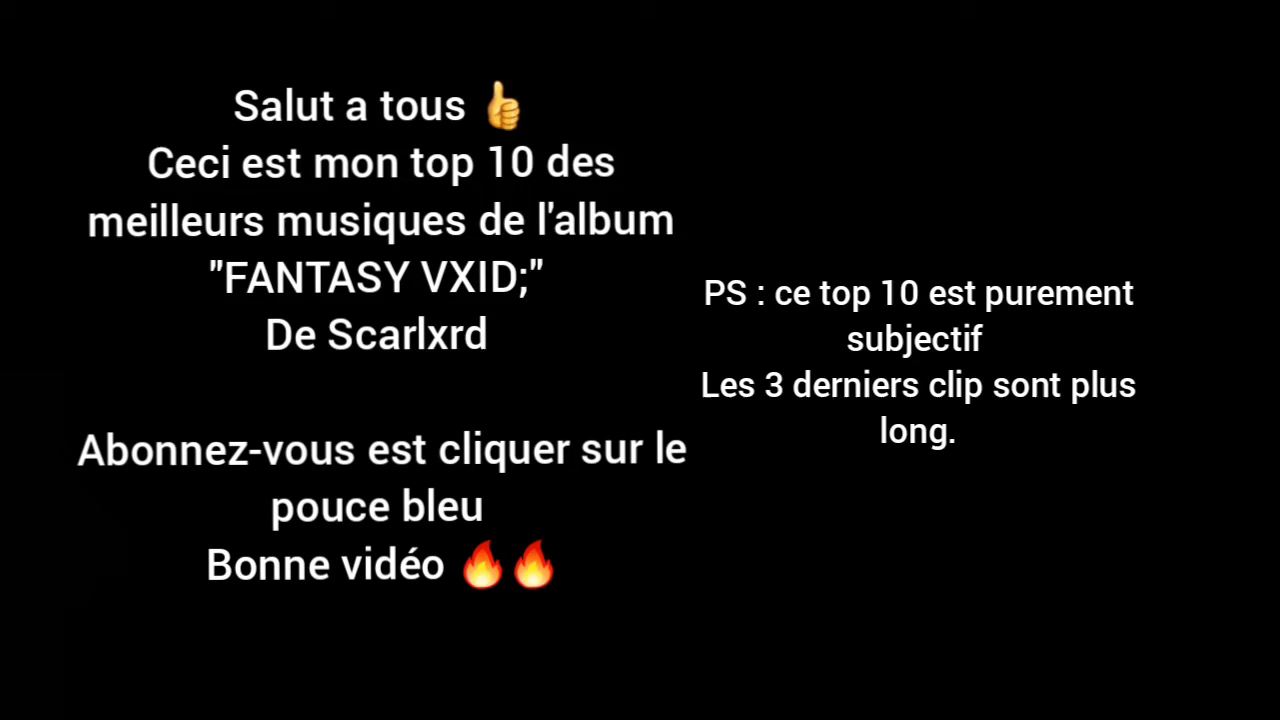 Salut a tous 👍
Ceci est mon top 10 des
meilleurs musiques de l'album
"FANTASY VXID;"
De Scarlxrd
Abonnez-vous est cliquer sur le
pouce bleu
Bonne vidéo 🔥🔥
PS : ce top 10 est purement
subjectif
Les 3 derniers clip sont plus
long.